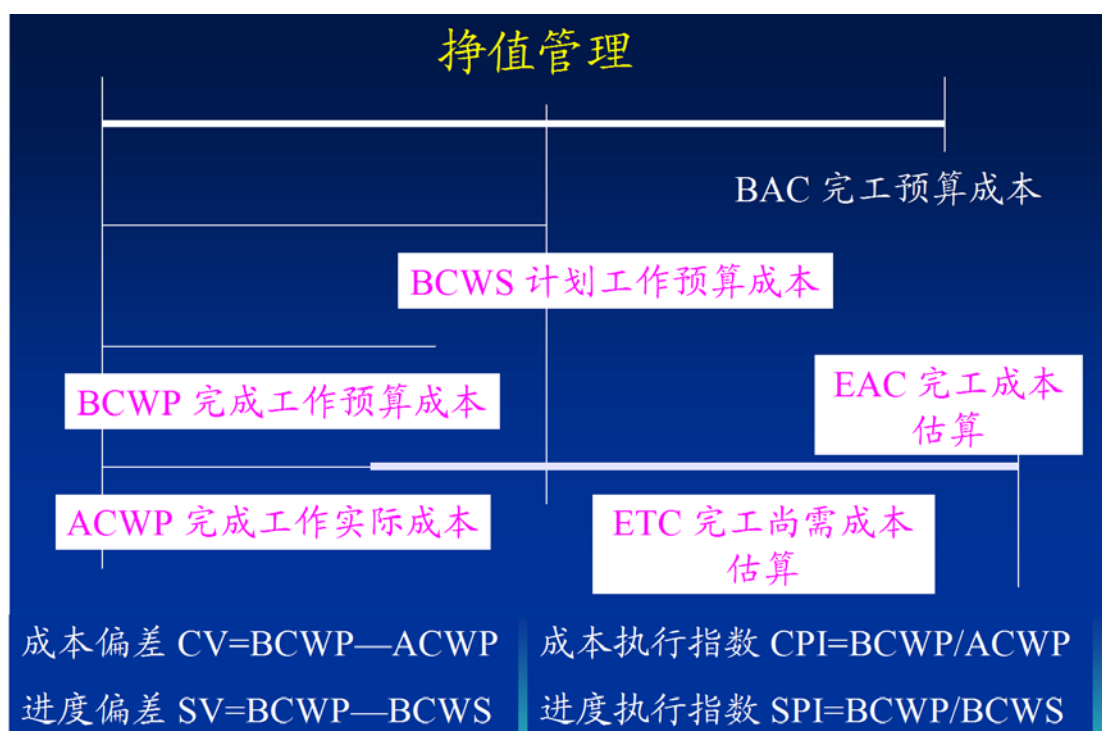 挣值管理
BAC 完工预算成本
BCWS 计划工作预算成本
BCWP 完成工作预算成本
EAC 完工成本
估算
ACWP 完成工作实际成本
ETC 完工尚需成本
估算
成本偏差 CV=BCWP—ACWP
成本执行指数 CPI=BCWP/ACWP
进度偏差 SV=BCWP—BCWS
进度执行指数 SPI=BCWP/BCWS